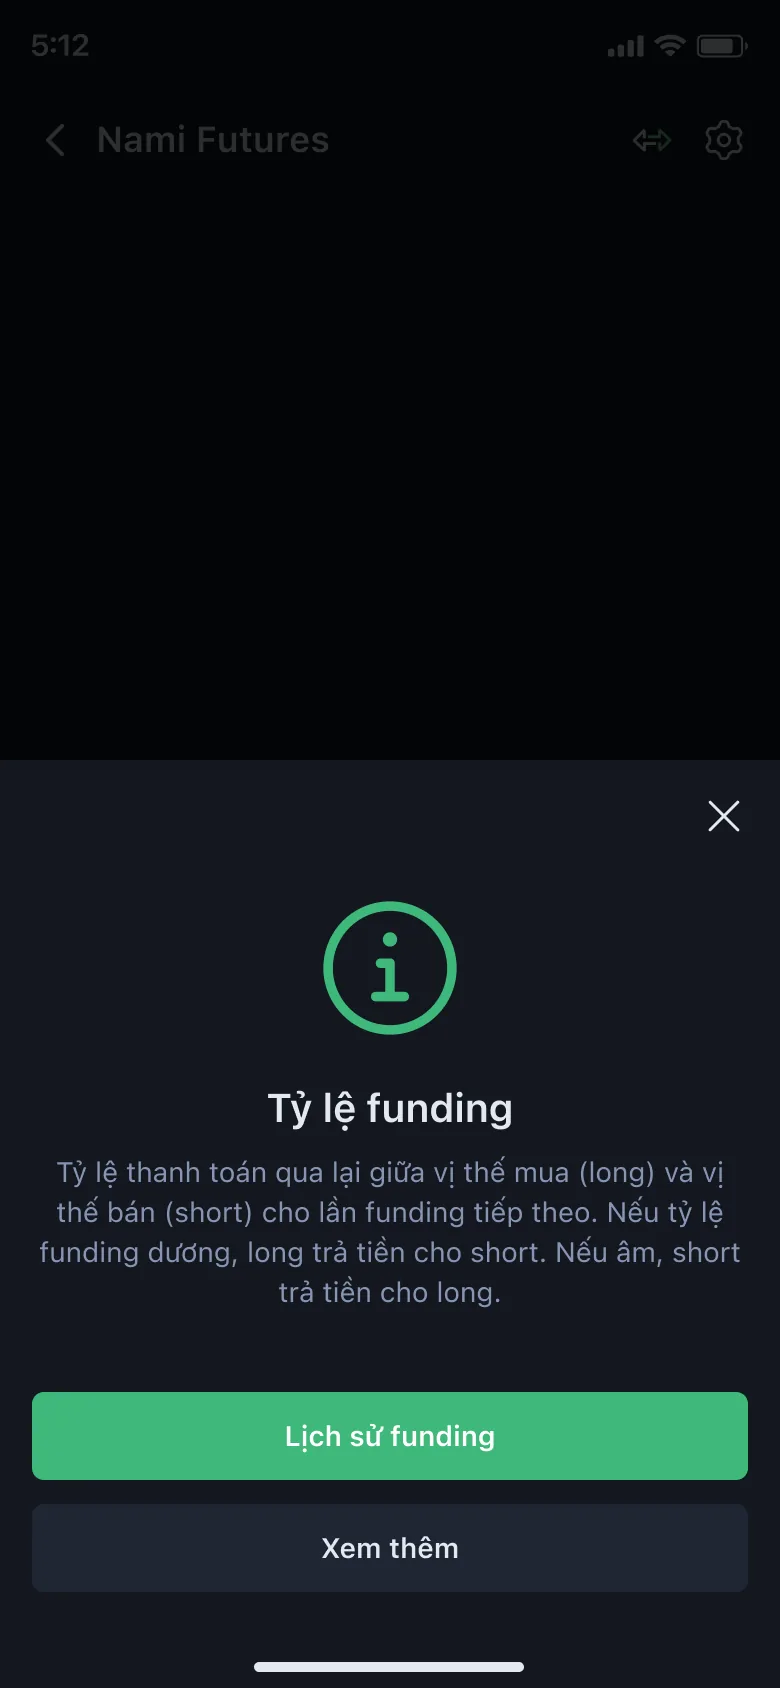 5:12
Nami Futures
Tỷ lệ funding
Tỷ lệ thanh toán qua lại giữa vị thế mua (long) và vị
thế bán (short) cho lần funding tiếp theo. Nếu tỷ lệ
funding dương, long trả tiền cho short. Nếu âm, short
trả tiền cho long.
Lịch sử funding
Xem thêm